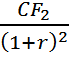 CF₂
(1+r)²